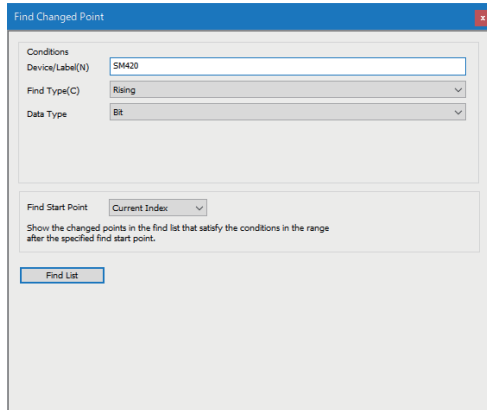 Find Changed Point
x
Conditions
Device/Label(N) SM420
Find Type(C) Rising
Data Type Bit
Find Start Point Current Index
Show the changed points in the find list that satisfy the conditions in the range
after the specified find start point.
Find List